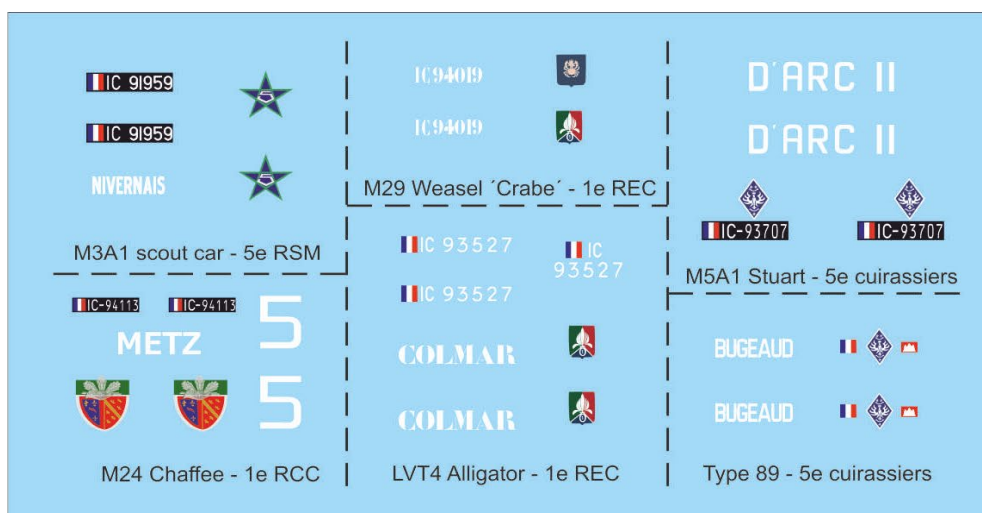 IC 91959
5
IC 91959
NIVERNAIS
5
M3A1 scout car - 5e RSM
IC94019
IC94019
M29 Weasel ´Crabe´ - 1e REC
D'ARC II
D'ARC II
IC-93707
IC-93707
M5A1 Stuart - 5e cuirassiers
IC-94113
IC-94113
METZ
5
5
M24 Chaffee - 1e RCC
IC 93527
IC
93527
IC 93527
COLMAR
COLMAR
LVT4 Alligator - 1e REC
BUGEAUD
BUGEAUD
Type 89 - 5e cuirassiers